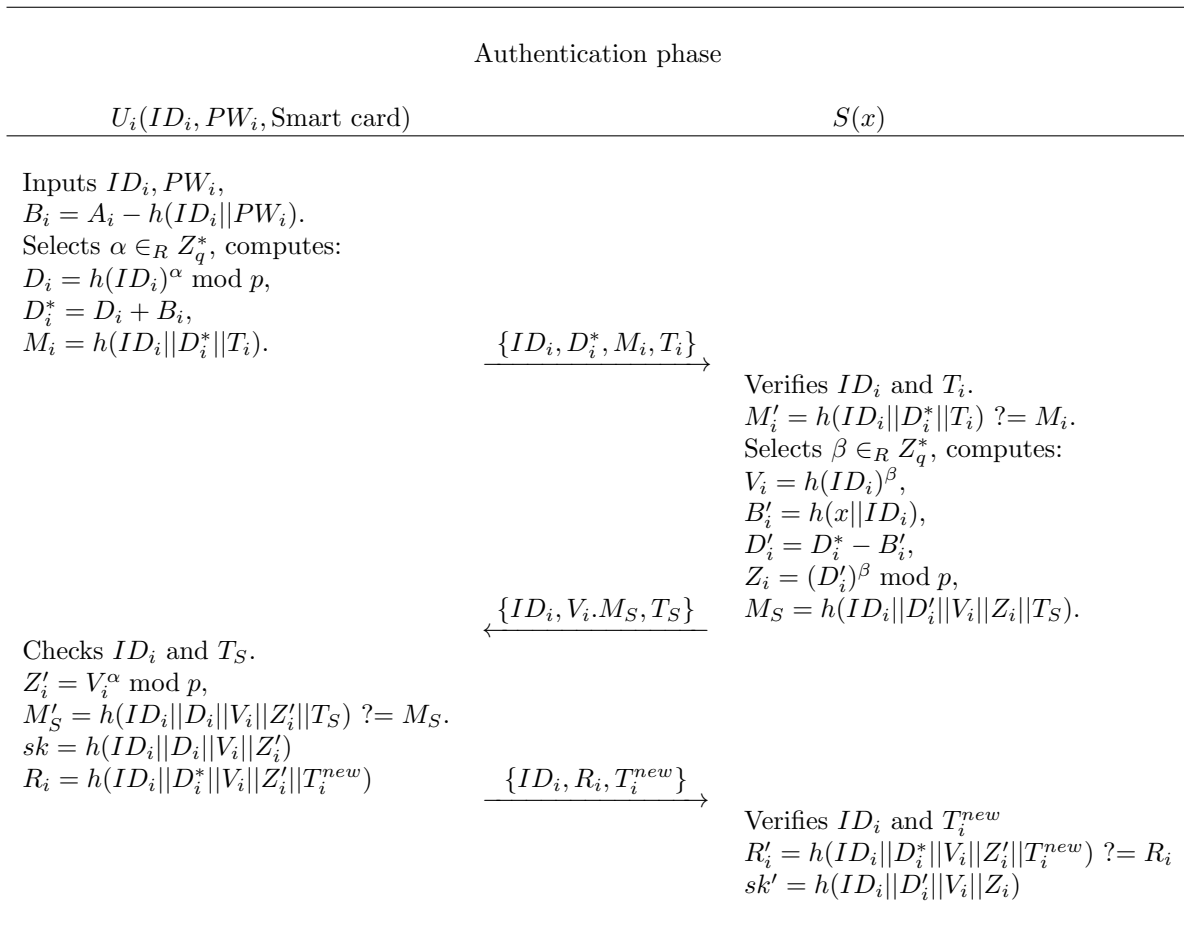 Authentication phase
U_i(ID_i, PW_i, Smart card) S(x)
Inputs ID_i, PW_i,
B_i = A_i − h(ID_i||PW_i).
Selects α ∈_R Z_q^*, computes:
D_i = h(ID_i)^α mod p,
D_i^* = D_i + B_i,
M_i = h(ID_i||D_i^*||T_i). {ID_i, D_i^*, M_i, T_i}
Verifies ID_i and T_i.
M_i' = h(ID_i||D_i^*||T_i) ?= M_i.
Selects β ∈_R Z_q^*, computes:
V_i = h(ID_i)^β,
B_i' = h(x||ID_i),
D_i' = D_i^* − B_i',
Z_i = (D_i')^β mod p,
{ID_i, V_i.M_S, T_S} M_S = h(ID_i||D_i'||V_i||Z_i||T_S).
Checks ID_i and T_S.
Z_i' = V_i^α mod p,
M_S' = h(ID_i||D_i||V_i||Z_i'||T_S) ?= M_S.
sk = h(ID_i||D_i||V_i||Z_i')
R_i = h(ID_i||D_i^*||V_i||Z_i'||T_i^{new}) {ID_i, R_i, T_i^{new}}
Verifies ID_i and T_i^{new}
R_i' = h(ID_i||D_i^*||V_i||Z_i'||T_i^{new}) ?= R_i
sk' = h(ID_i||D_i'||V_i||Z_i)